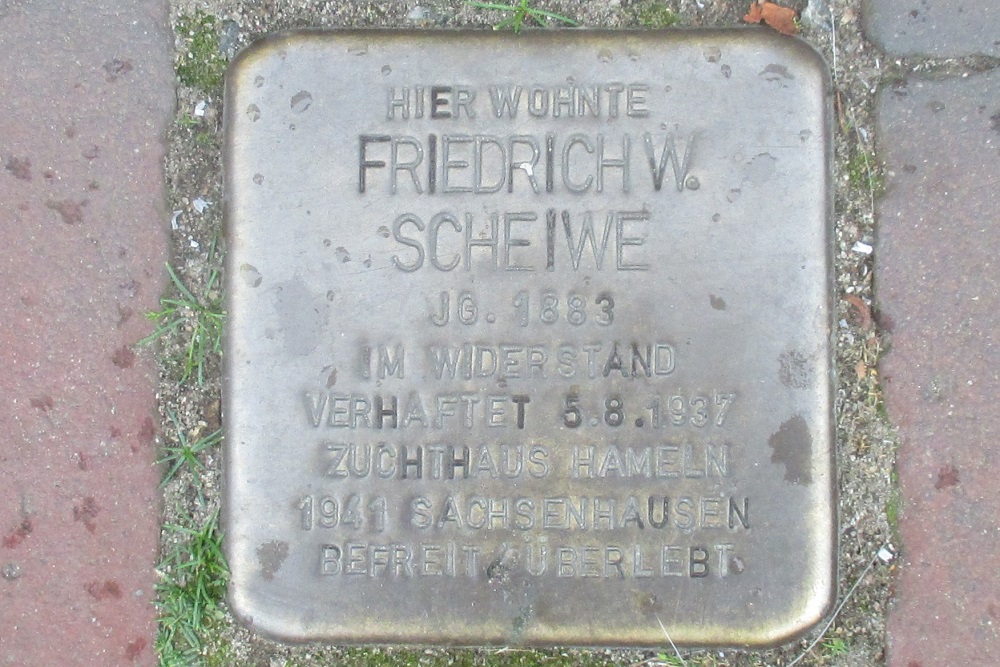 HIER WOHNTE
FRIEDRICH W.
SCHEIWE
JG. 1883
IM WIDERSTAND
VERHAFTET 5.8.1937
ZUCHTHAUS HAMELN
1941 SACHSENHAUSEN
BEFREIT / ÜBERLEBT